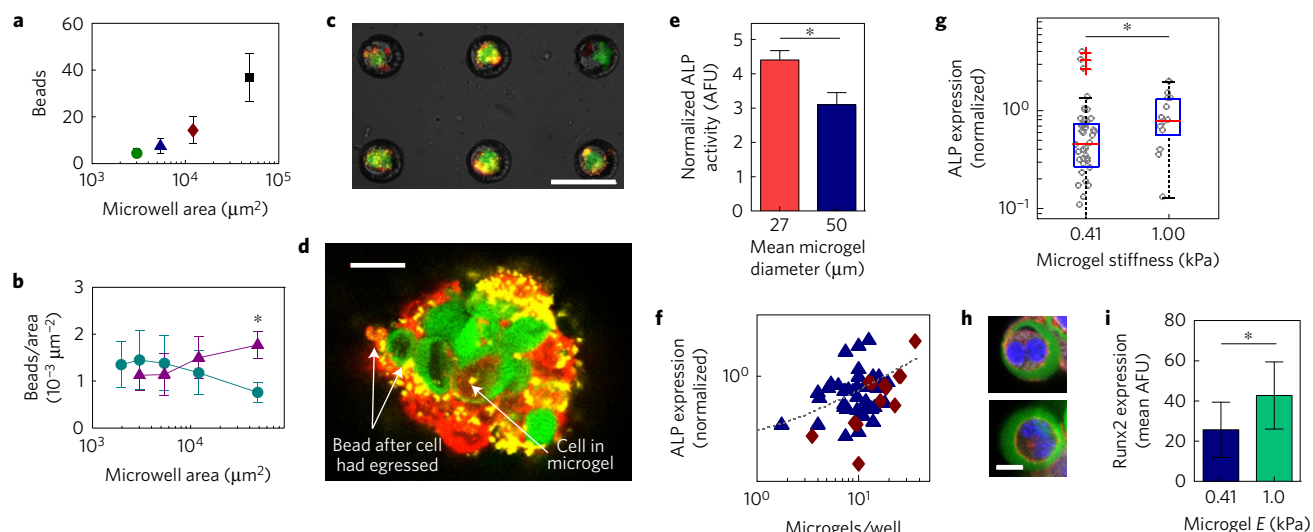 a
60
40
20
0
Beads
10³ 10⁴ 10⁵
Microwell area (μm²)
b
3
2
1
0
Beads/area
(10⁻³ μm⁻²)
*
10³ 10⁴
Microwell area (μm²)
c
d
Bead after cell
had egressed
Cell in
microgel
e
5
4
3
2
1
0
Normalized ALP
activity (AFU)
*
27 50
Mean microgel
diameter (μm)
f
ALP expression
(normalized)
10⁰
10⁰ 10¹
Microgels/well
g
ALP expression
(normalized)
10⁰
10⁻¹
*
0.41 1.00
Microgel stiffness (kPa)
h
i
80
60
40
20
0
Runx2 expression
(mean AFU)
*
0.41 1.0
Microgel E (kPa)